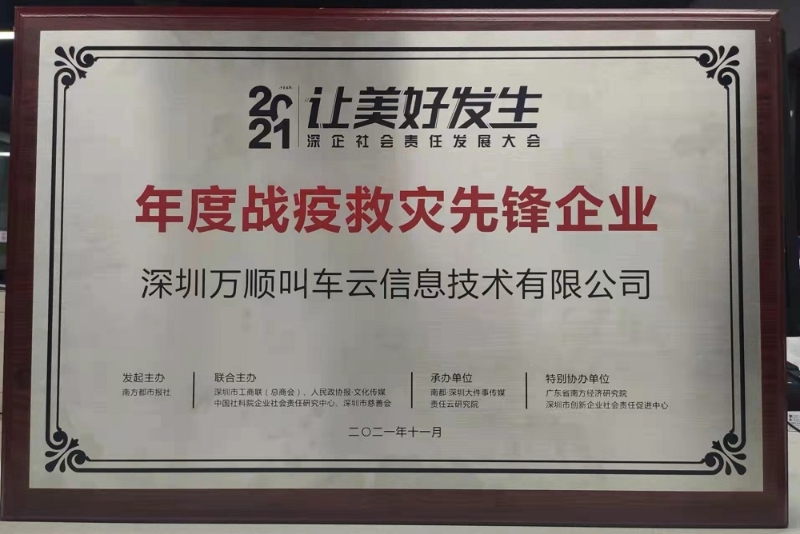 2021 YEAR 让美好发生
深企社会责任发展大会
年度战疫救灾先锋企业
深圳万顺叫车云信息技术有限公司
发起主办
南方都市报社
联合主办
深圳市工商联（总商会）、人民政协报·文化传媒
中国社科院企业社会责任研究中心、深圳市慈善会
承办单位
南都·深圳大件事传媒
责任云研究院
特别协办单位
广东省南方经济研究院
深圳市创新企业社会责任促进中心
二〇二一年十一月